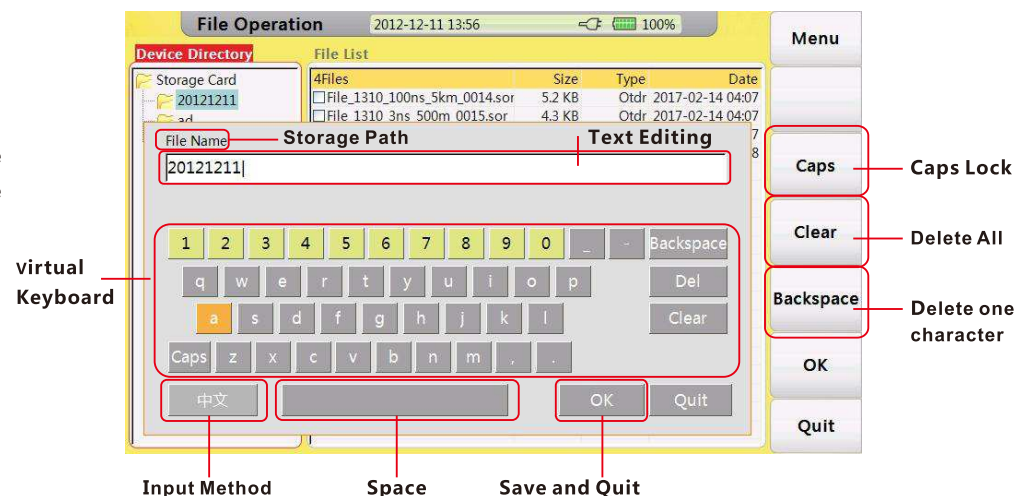 File Operation 2012-12-11 13:56 100%
Menu
Device Directory File List
Storage Card
20121211
ad
4Files Size Type Date
File_1310_100ns_5km_0014.sor 5.2 KB Otdr 2017-02-14 04:07
File_1310_3ns_500m_0015.sor 4.3 KB Otdr 2017-02-14 04:07
7
8
File Name Storage Path Text Editing
20121211
Caps Caps Lock
Clear Delete All
Backspace Delete one
character
OK
Quit
Virtual
Keyboard
1 2 3 4 5 6 7 8 9 0 _ - Backspace
q w e r t y u i o p Del
a s d f g h j k l Clear
Caps z x c v b n m , .
中文 OK Quit
Input Method Space Save and Quit